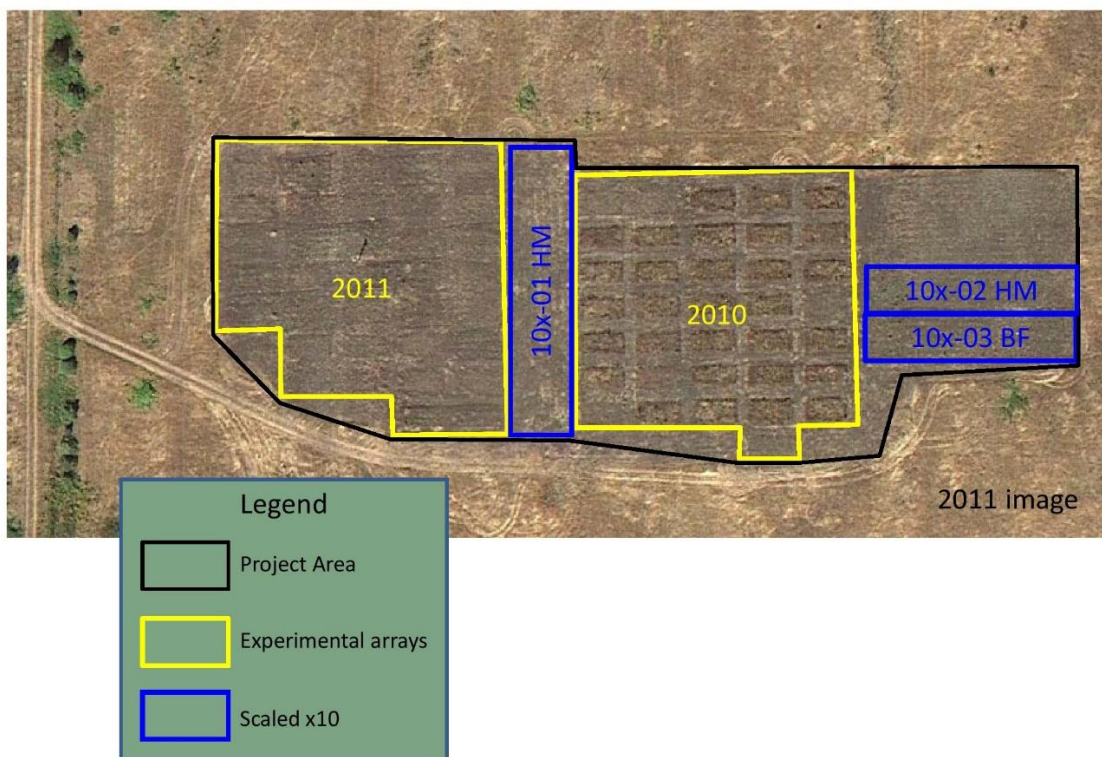 2011
10x-01 HM
2010
10x-02 HM
10x-03 BF
2011 image
Legend
Project Area
Experimental arrays
Scaled x10